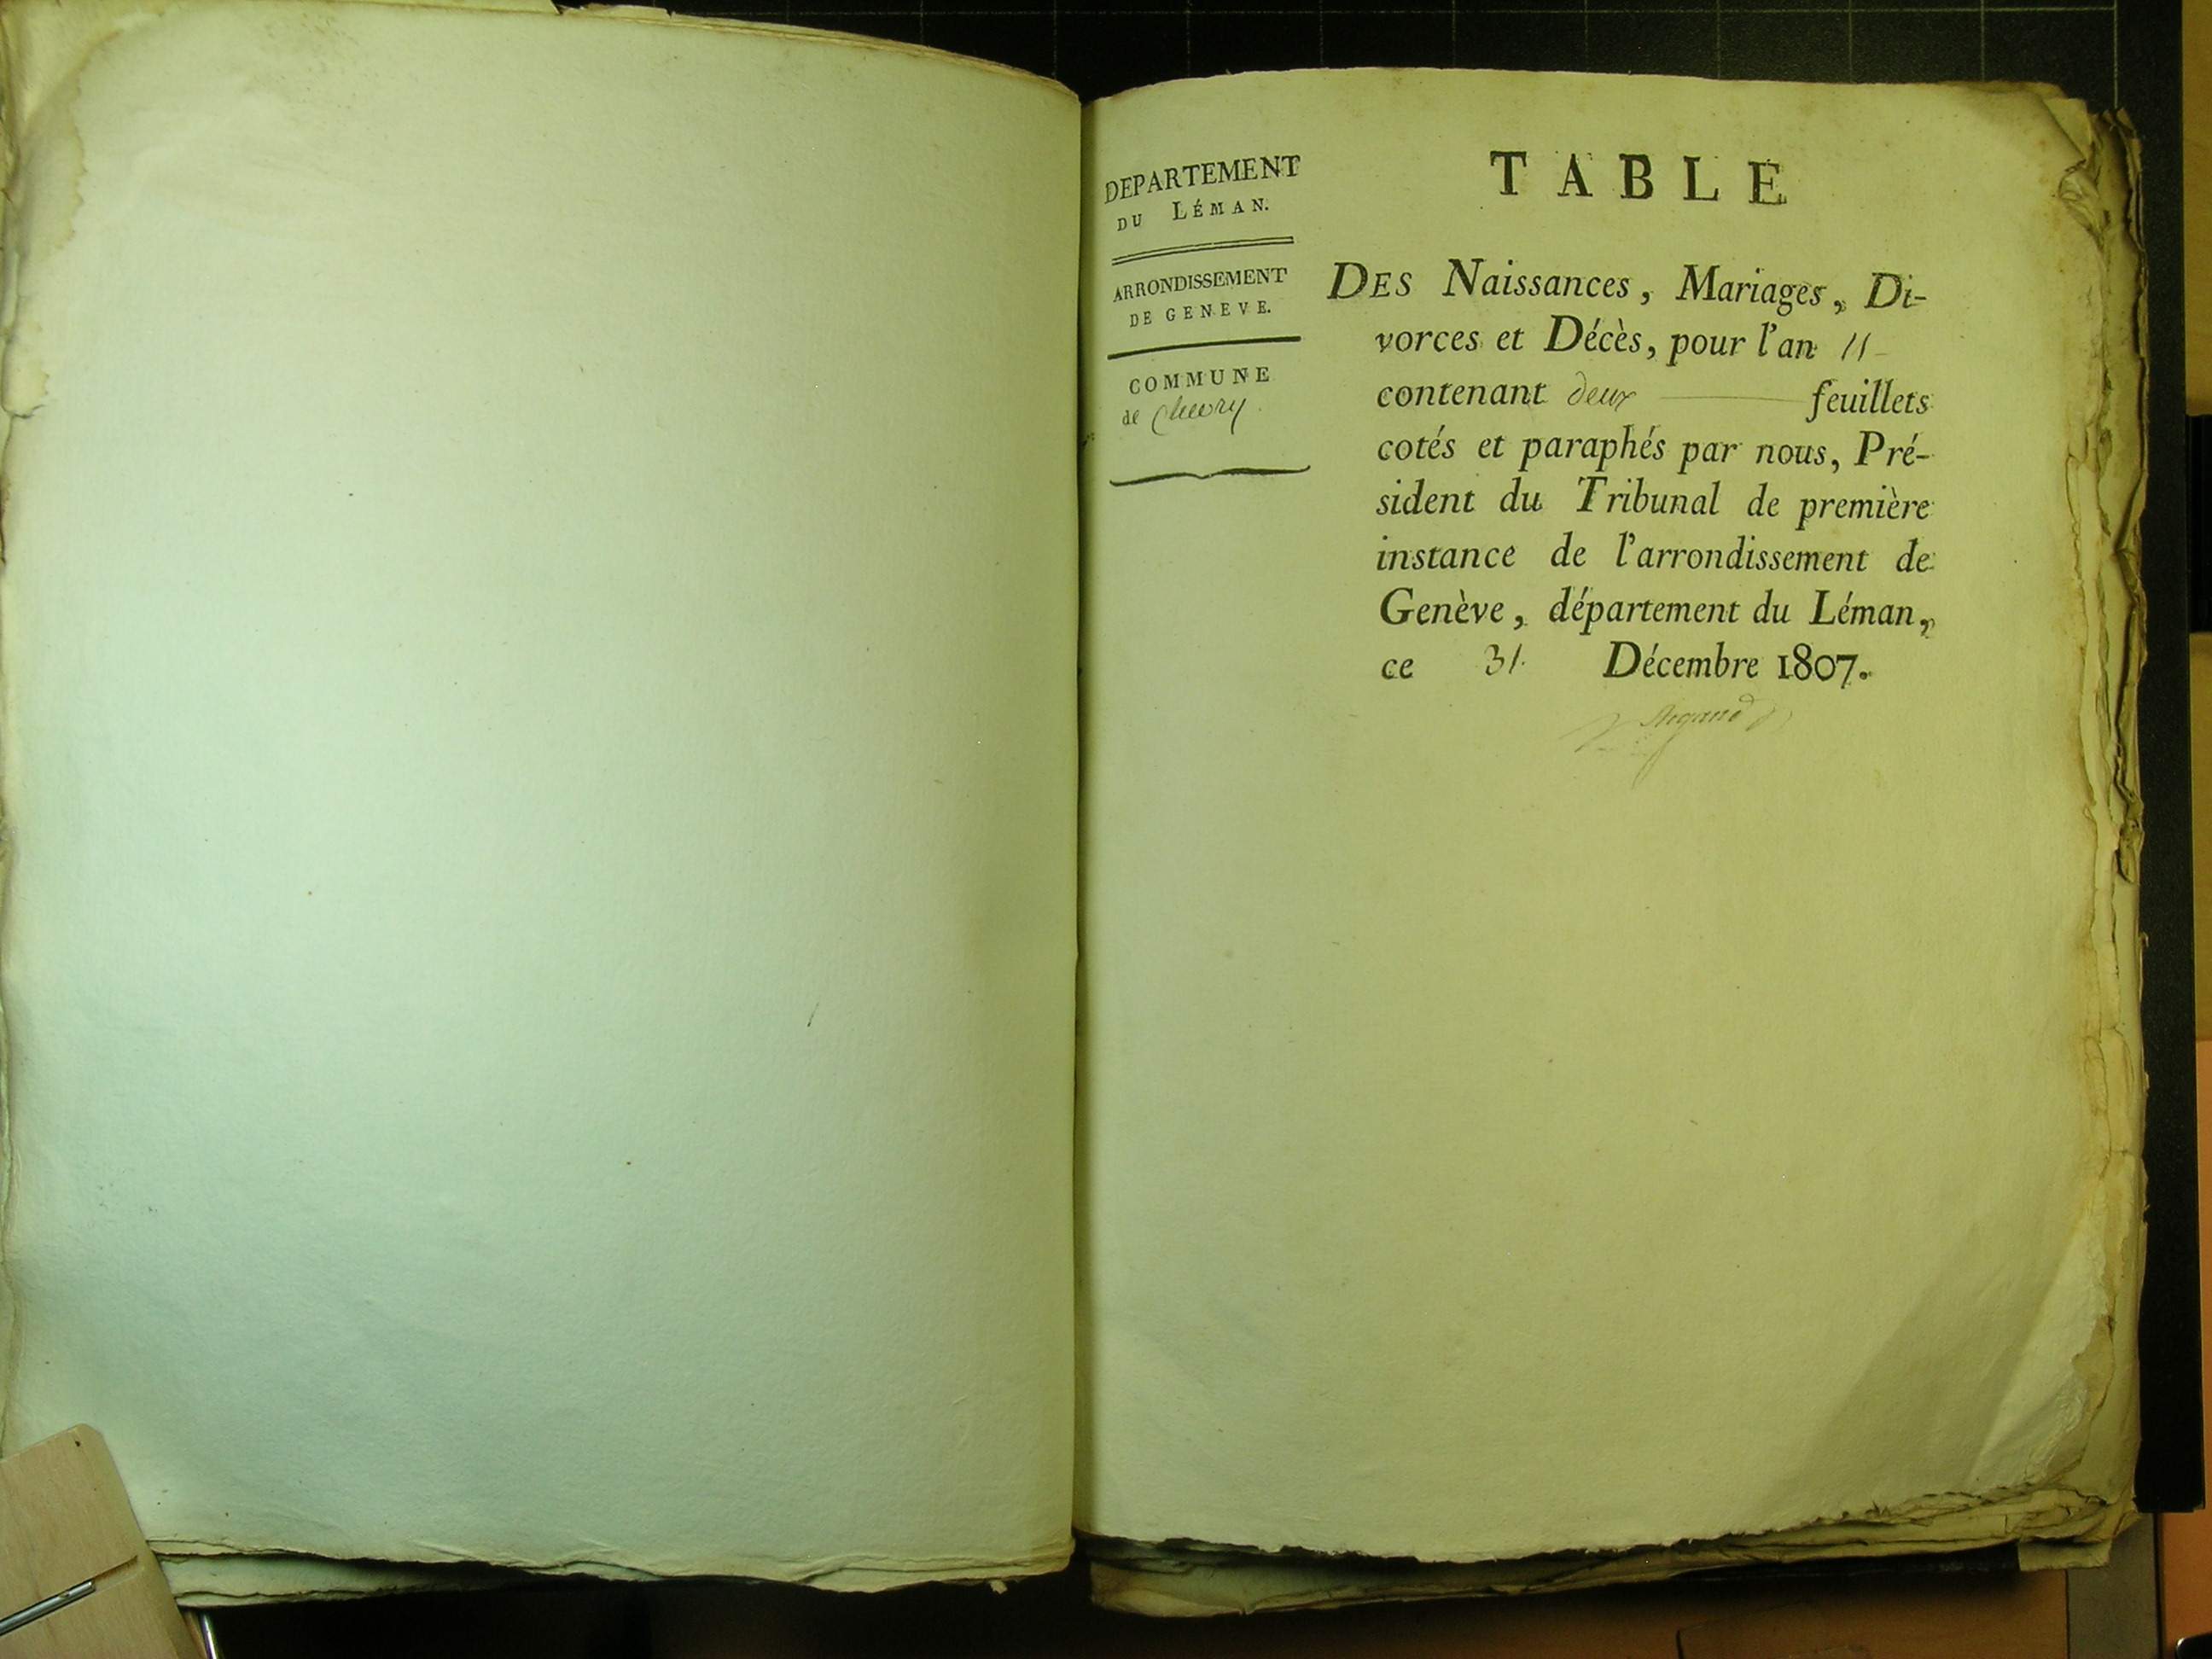 DEPARTEMENT
DU LÉMAN.
ARRONDISSEMENT
DE GENEVE.
COMMUNE
de Chevry
TABLE
DES Naissances, Mariages, Di-
vorces et Décès, pour l'an 11
contenant deux feuillets
cotés et paraphés par nous, Pré-
sident du Tribunal de première
instance de l'arrondissement de
Genève, département du Léman,
ce 31 Décembre 1807.
Argand